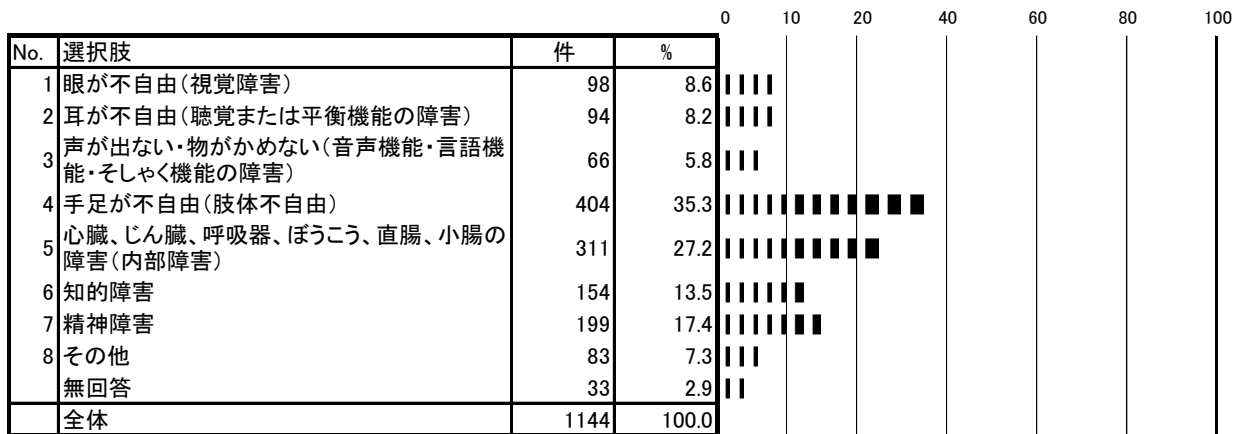 0 10 20 40 60 80 100
No. 選択肢 件 %
1 眼が不自由(視覚障害) 98 8.6
2 耳が不自由(聴覚または平衡機能の障害) 94 8.2
3 声が出ない・物がかめない(音声機能・言語機 66 5.8
能・そしゃく機能の障害)
4 手足が不自由(肢体不自由) 404 35.3
5 心臓、じん臓、呼吸器、ぼうこう、直腸、小腸の 311 27.2
障害(内部障害)
6 知的障害 154 13.5
7 精神障害 199 17.4
8 その他 83 7.3
無回答 33 2.9
全体 1144 100.0